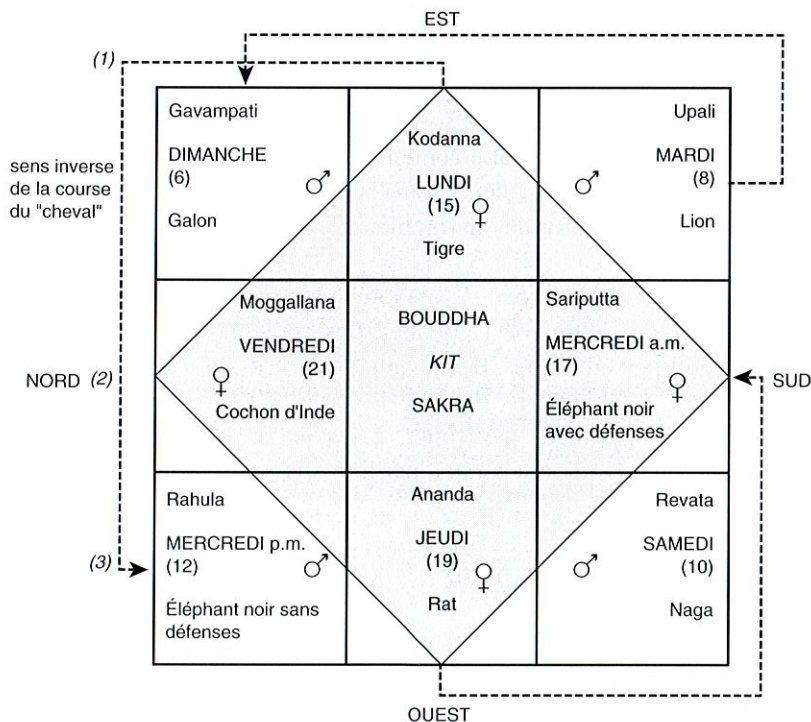 EST
(1)
sens inverse
de la course
du "cheval"
Gavampati
DIMANCHE
(6)
♂
Galon
Kodanna
LUNDI
(15)
♀
Tigre
Upali
MARDI
♂
(8)
Lion
NORD (2)
Moggallana
VENDREDI
(21)
♀
Cochon d'Inde
BOUDDHA
KIT
SAKRA
Sariputta
MERCREDI a.m.
(17)
♀
Éléphant noir
avec défenses
SUD
(3)
Rahula
MERCREDI p.m.
(12)
♂
Éléphant noir sans
défenses
Ananda
JEUDI
(19)
♀
Rat
Revata
SAMEDI
♂
(10)
Naga
OUEST